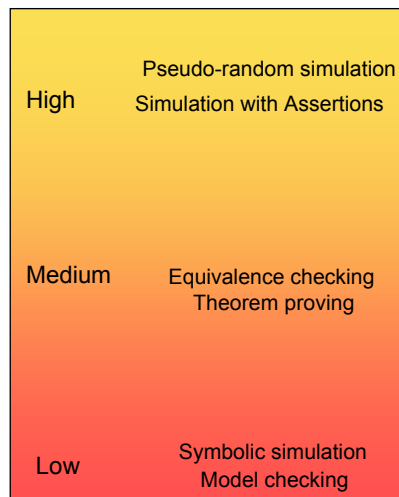 Pseudo-random simulation
High
Simulation with Assertions
Medium
Equivalence checking
Theorem proving
Symbolic simulation
Low
Model checking